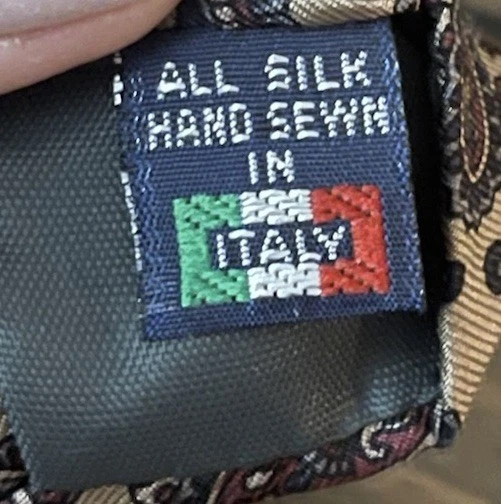 ALL SILK
HAND SEWN
IN
ITALY